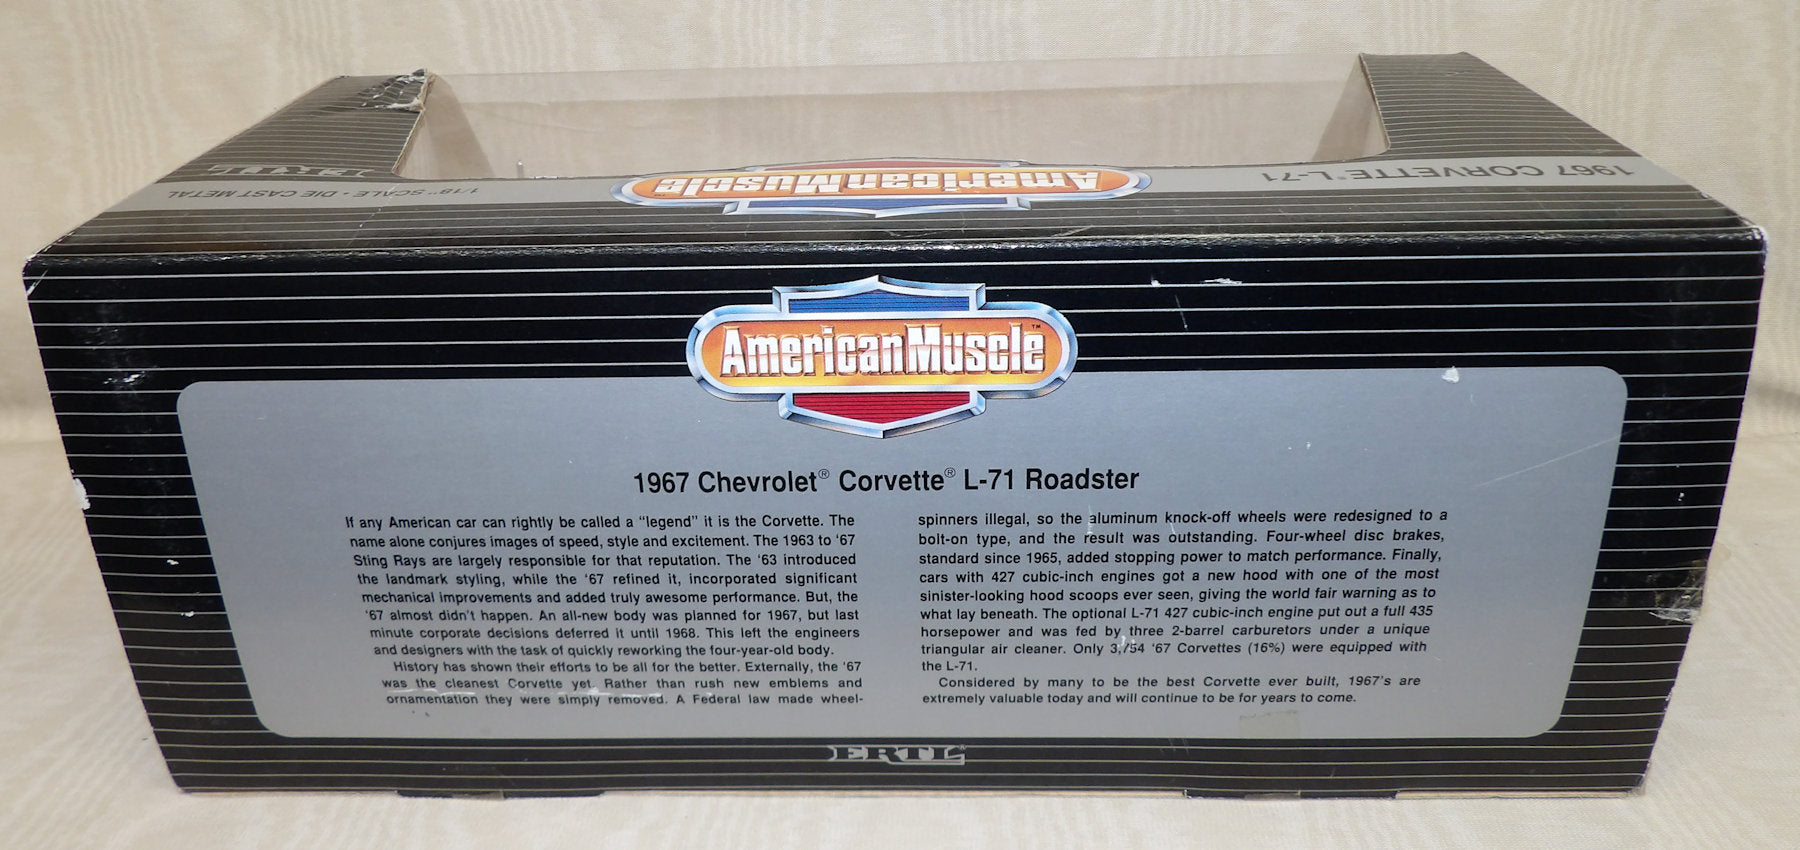 ERTL
1/18" SCALE • DIE CAST METAL
American Muscle
1967 CORVETTE® L-71
AmericanMuscle™
1967 Chevrolet® Corvette® L-71 Roadster
If any American car can rightly be called a "legend" it is the Corvette. The
name alone conjures images of speed, style and excitement. The 1963 to '67
Sting Rays are largely responsible for that reputation. The '63 introduced
the landmark styling, while the '67 refined it, incorporated significant
mechanical improvements and added truly awesome performance. But, the
'67 almost didn't happen. An all-new body was planned for 1967, but last
minute corporate decisions deferred it until 1968. This left the engineers
and designers with the task of quickly reworking the four-year-old body.
History has shown their efforts to be all for the better. Externally, the '67
was the cleanest Corvette yet. Rather than rush new emblems and
ornamentation they were simply removed. A Federal law made wheel-
spinners illegal, so the aluminum knock-off wheels were redesigned to a
bolt-on type, and the result was outstanding. Four-wheel disc brakes,
standard since 1965, added stopping power to match performance. Finally,
cars with 427 cubic-inch engines got a new hood with one of the most
sinister-looking hood scoops ever seen, giving the world fair warning as to
what lay beneath. The optional L-71 427 cubic-inch engine put out a full 435
horsepower and was fed by three 2-barrel carburetors under a unique
triangular air cleaner. Only 3,754 '67 Corvettes (16%) were equipped with
the L-71.
Considered by many to be the best Corvette ever built, 1967's are
extremely valuable today and will continue to be for years to come.
ERTL®